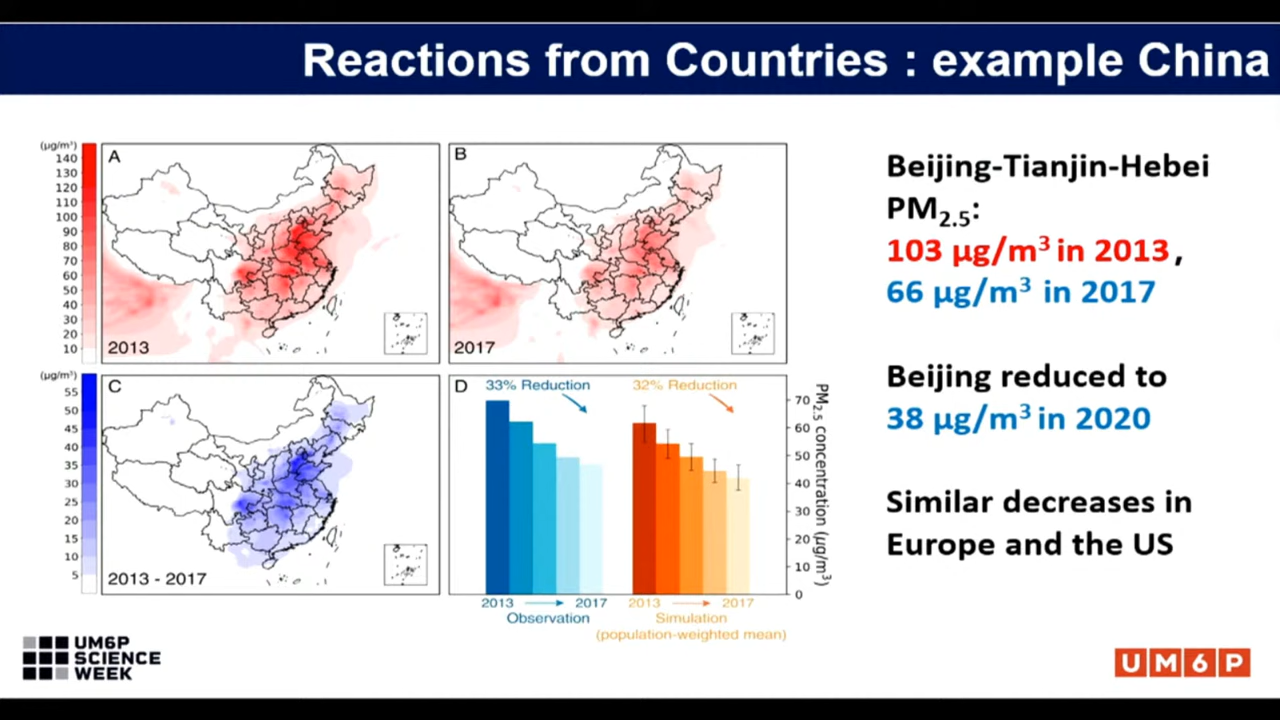 Reactions from Countries : example China
(µg/m³)
140
130
120
110
100
90
80
70
60
50
40
30
20
10
A
2013
B
2017
(µg/m³)
55
50
45
40
35
30
25
20
15
10
5
C
2013 - 2017
D
33% Reduction
32% Reduction
70
60
50
40
30
20
10
0
PM2.5 concentration (µg/m³)
2013
2017
Observation
2013
2017
Simulation
(population-weighted mean)
Beijing-Tianjin-Hebei
PM2.5:
103 µg/m³ in 2013 ,
66 µg/m³ in 2017
Beijing reduced to
38 µg/m³ in 2020
Similar decreases in
Europe and the US
UM6P
SCIENCE
WEEK
UM6P